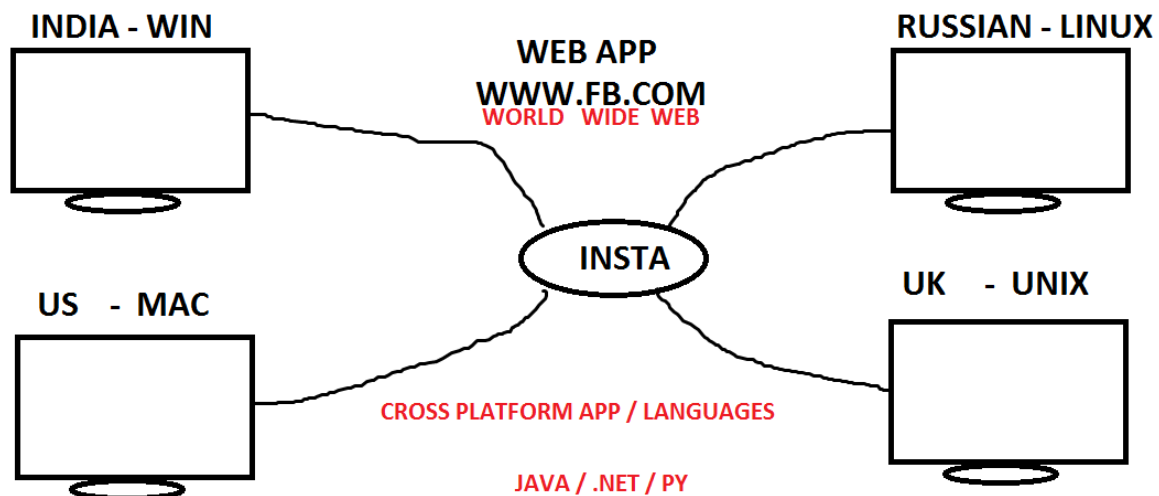 INDIA - WIN
RUSSIAN - LINUX
WEB APP
WWW.FB.COM
WORLD WIDE WEB
INSTA
US - MAC
UK - UNIX
CROSS PLATFORM APP / LANGUAGES
JAVA / .NET / PY